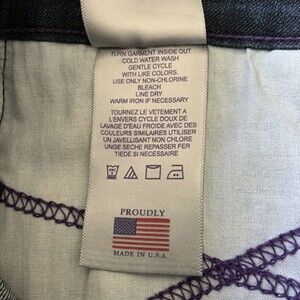 TURN GARMENT INSIDE OUT
COLD WATER WASH
GENTLE CYCLE
WITH LIKE COLORS.
USE ONLY NON-CLORINE
BLEACH
LINE DRY
WARM IRON IF NECESSARY
TOURNEZ LE VETEMENT A
L'ENVERS CYCLE DOUX DE
LAVAGE D'EAU FROIDE AVEC DES
COULEURS SIMILAIRES UTILISER
UN JAVELLISANT NON CHLORE
UNGE SECHE REPASSER FER
TIEDE SI NECESSAIRE
PROUDLY
MADE IN U.S.A.